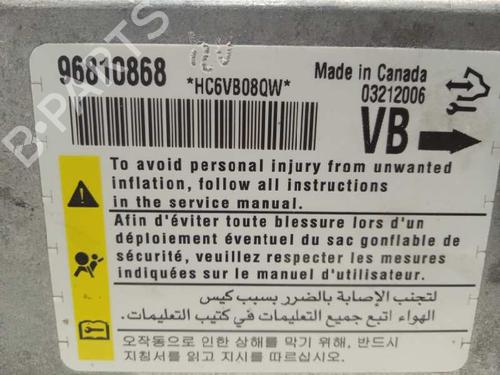 96810868
*HC6VB08QW*
Made in Canada
03212006
VB
To avoid personal injury from unwanted
inflation, follow all instructions
in the service manual.
Afin d'éviter toute blessure lors d'un
déploiement éventuel du sac gonflable de
sécurité, veuillez respecter les mesures
indiquées sur le manuel d'utilisateur.
لتجنب الإصابة بالضرر بسبب كيس
الهواء اتبع جميع التعليمات في كتيب التعليمات.
오작동으로 인한 상해를 막기 위해, 반드시
지침서를 읽고 지시를 따르십시오.
B-PARTS